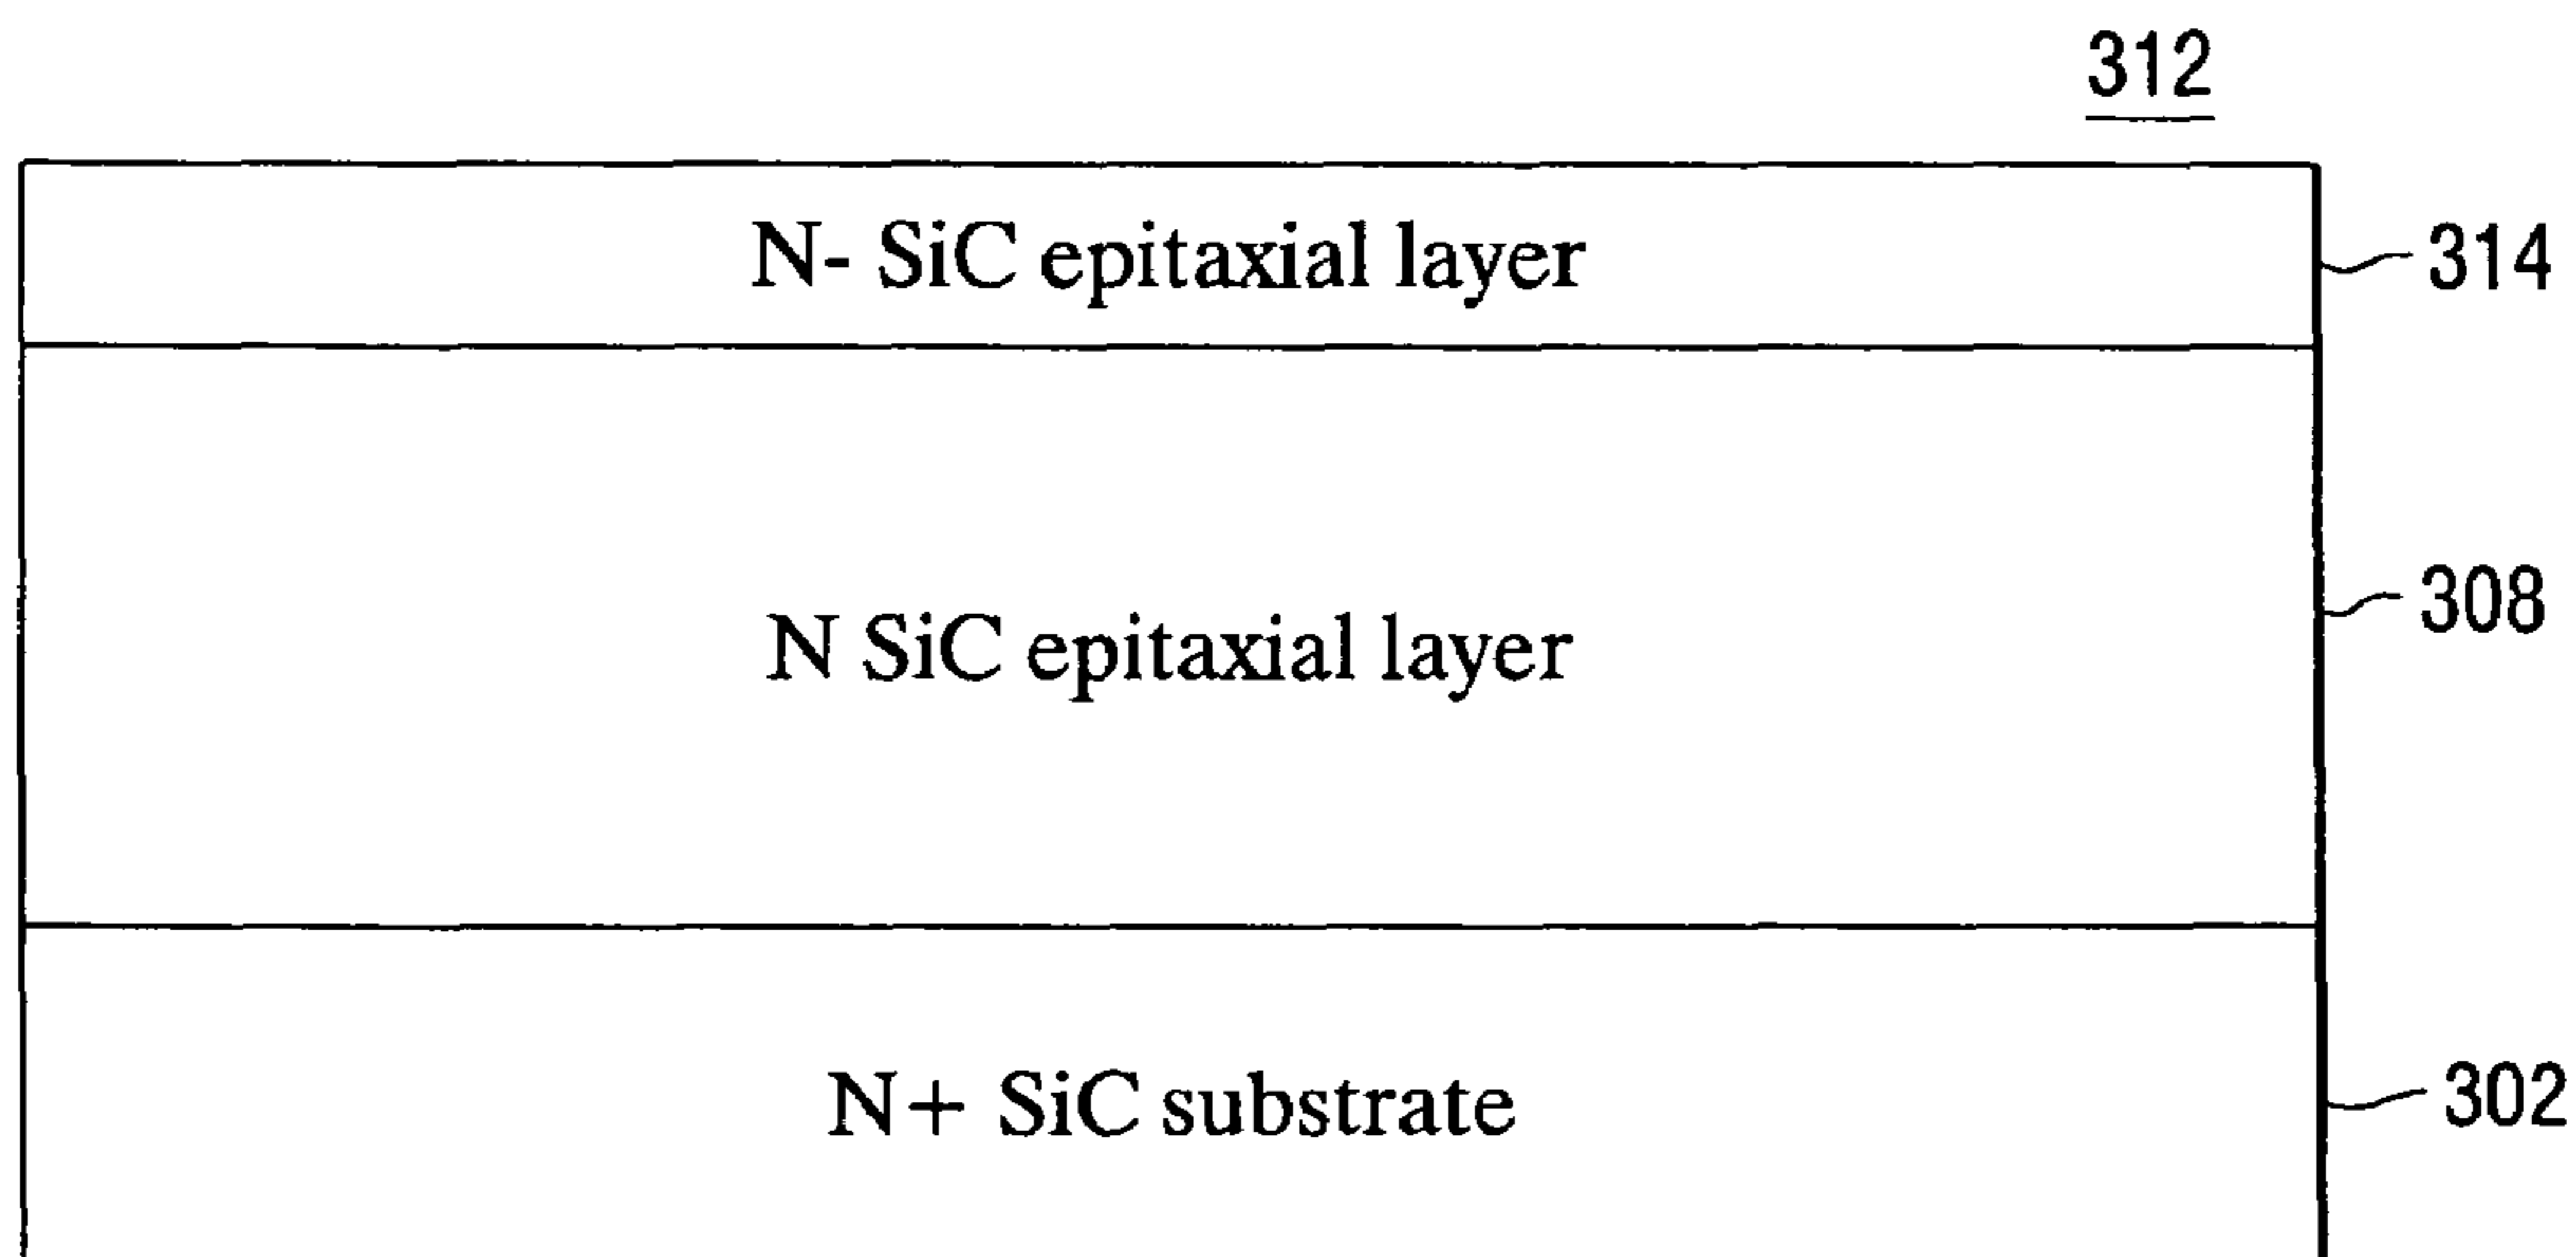 312
N- SiC epitaxial layer
314
N SiC epitaxial layer
308
N+ SiC substrate
302